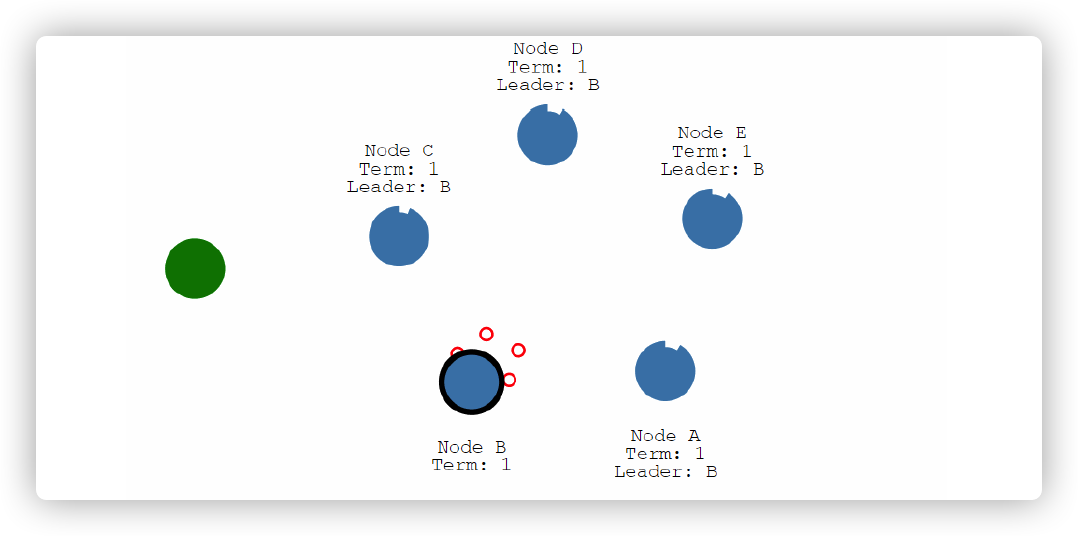 Node D
Term: 1
Leader: B
Node E
Term: 1
Leader: B
Node C
Term: 1
Leader: B
Node B
Term: 1
Node A
Term: 1
Leader: B